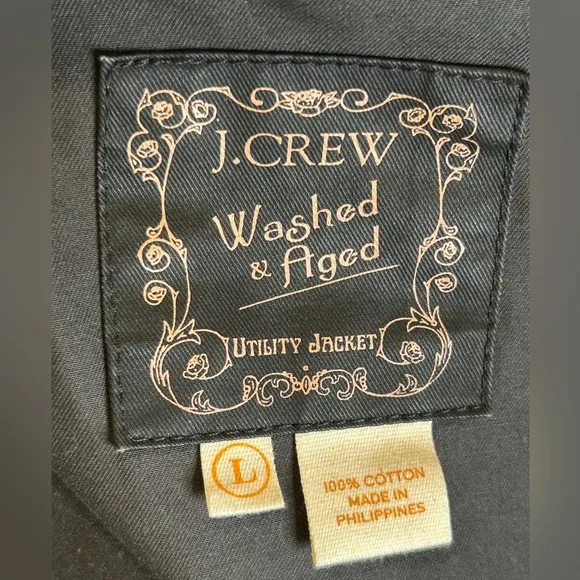 J.CREW
Washed
& Aged
UTILITY JACKET
L
100% COTTON
MADE IN
PHILIPPINES